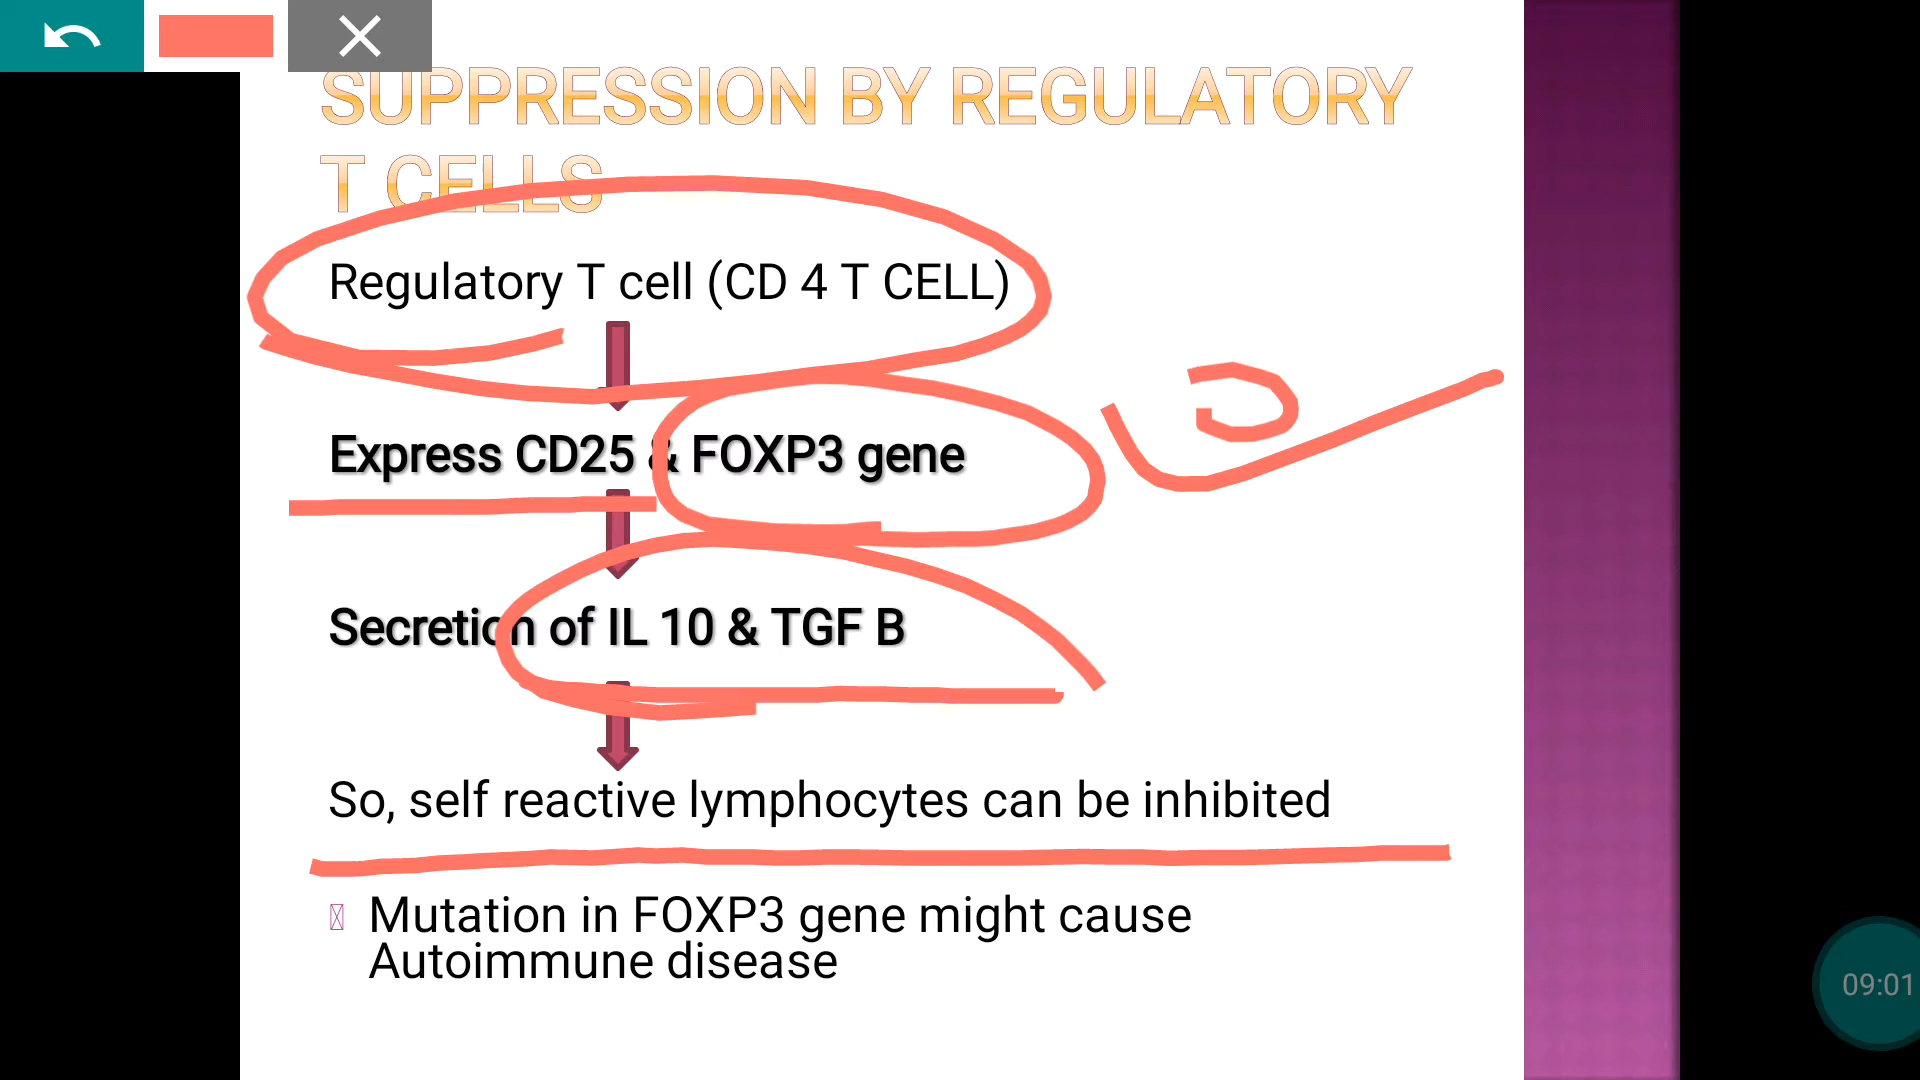 SUPPRESSION BY REGULATORY
T CELLS
Regulatory T cell (CD 4 T CELL)
Express CD25 & FOXP3 gene
Secretion of IL 10 & TGF B
So, self reactive lymphocytes can be inhibited
Mutation in FOXP3 gene might cause
Autoimmune disease
09:01